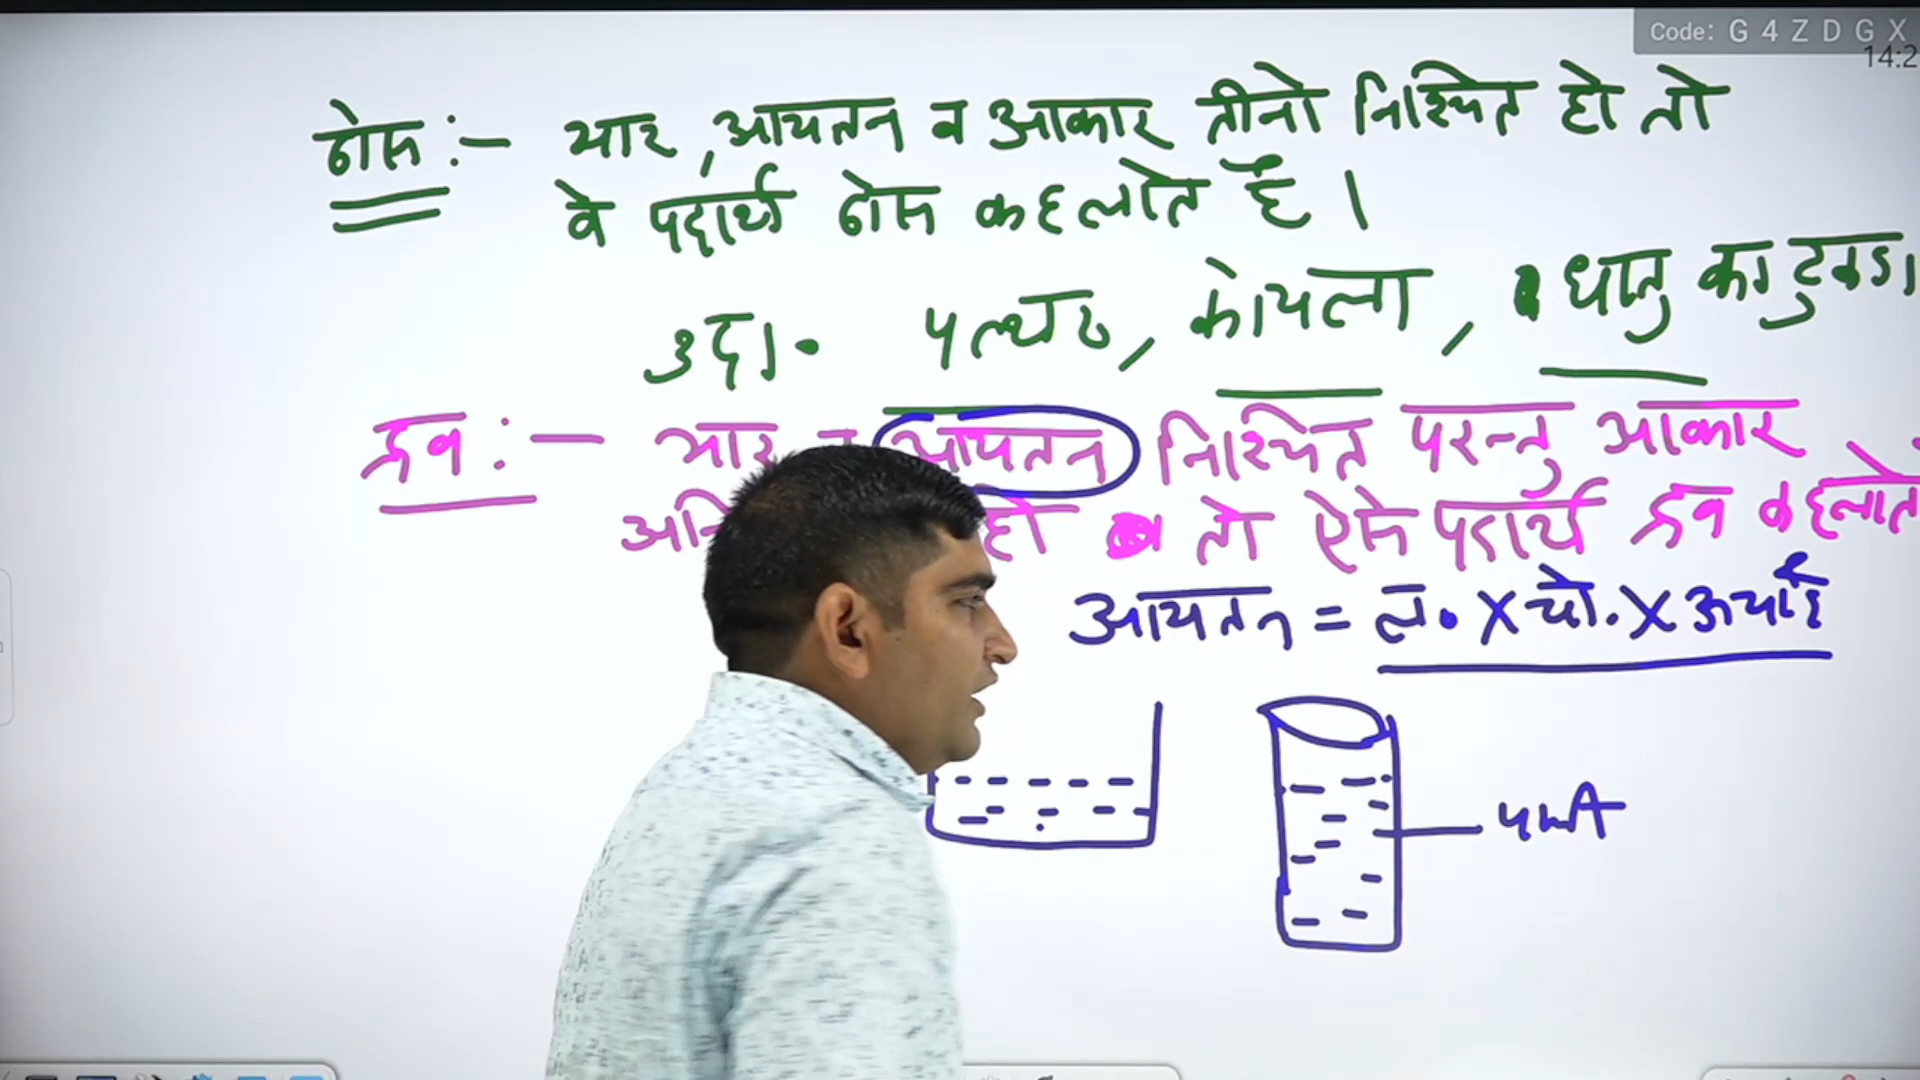 Code: G 4 Z D G X
14:2
ठोस :- भार, आयतन व आकार तीनो निश्चित हो तो
वे पदार्थ ठोस कहलाते है।
उदा. पत्थर, कोयला, धातु का टुकडा
द्रव :- भार व आयतन निश्चित परन्तु आकार
हो तो ऐसे पदार्थ द्रव कहलाते
आयतन = ल. X चौ. X ऊचाई